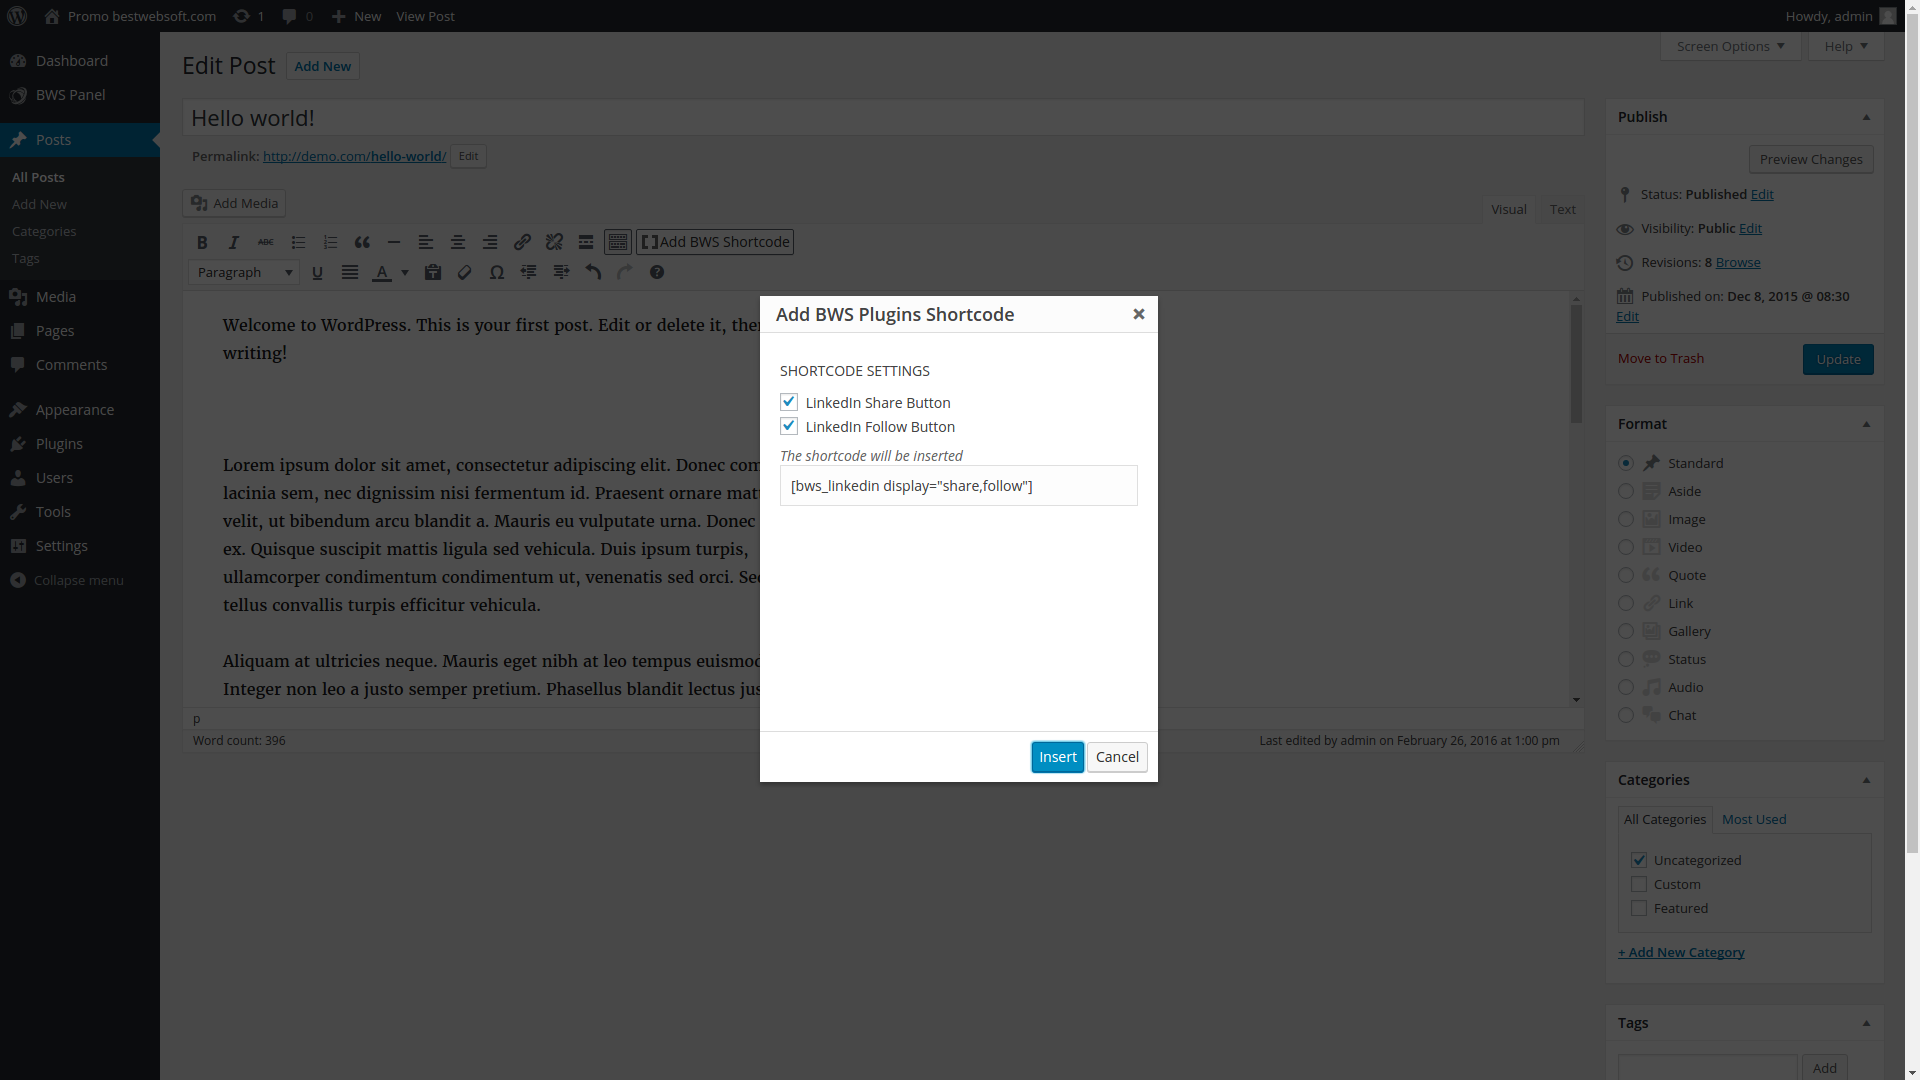 Promo bestwebsoft.com 1 0 New View Post Howdy, admin
Dashboard
BWS Panel
Posts
All Posts
Add New
Categories
Tags
Media
Pages
Comments
Appearance
Plugins
Users
Tools
Settings
Collapse menu
Screen Options Help
Edit Post Add New
Hello world!
Permalink: http://demo.com/hello-world/ Edit
Add Media
Visual Text
B I ABC Add BWS Shortcode
Paragraph U A Ω ?
Welcome to WordPress. This is your first post. Edit or delete it, then
writing!
Lorem ipsum dolor sit amet, consectetur adipiscing elit. Donec
lacinia sem, nec dignissim nisi fermentum id. Praesent ornare
velit, ut bibendum arcu blandit a. Mauris eu vulputate urna. Donec
ex. Quisque suscipit mattis ligula sed vehicula. Duis ipsum turpis,
ullamcorper condimentum condimentum ut, venenatis sed orci.
tellus convallis turpis efficitur vehicula.
Aliquam at ultricies neque. Mauris eget nibh at leo tempus
Integer non leo a justo semper pretium. Phasellus blandit lectus
p
Word count: 396 Last edited by admin on February 26, 2016 at 1:00 pm
Add BWS Plugins Shortcode
SHORTCODE SETTINGS
LinkedIn Share Button
LinkedIn Follow Button
The shortcode will be inserted
[bws_linkedin display="share,follow"]
Insert Cancel
Publish
Preview Changes
Status: Published Edit
Visibility: Public Edit
Revisions: 8 Browse
Published on: Dec 8, 2015 @ 08:30
Edit
Move to Trash Update
Format
Standard
Aside
Image
Video
Quote
Link
Gallery
Status
Audio
Chat
Categories
All Categories Most Used
Uncategorized
Custom
Featured
+ Add New Category
Tags
Add